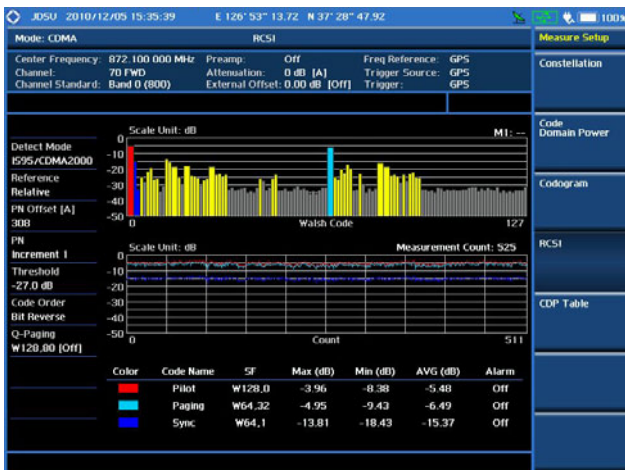 JDSU 2010/12/05 15:35:39 E 126° 53" 13.72 N 37° 28" 47.92 100%
Mode: CDMA RCSI Measure Setup
Center Frequency: 872.100 000 MHz Preamp: Off Freq Reference: GPS
Channel: 70 FWD Attenuation: 0 dB [A] Trigger Source: GPS
Channel Standard: Band 0 (800) External Offset: 0.00 dB [Off] Trigger: GPS
Constellation
Code Domain Power
Codogram
RCSI
CDP Table
Detect Mode
IS95/CDMA2000
Reference
Relative
PN Offset [A]
308
PN
Increment 1
Threshold
-27.0 dB
Code Order
Bit Reverse
Q-Paging
W128,80 [Off]
Scale Unit: dB M1: --
0
-10
-20
-30
-40
-50
0 Walsh Code 127
Scale Unit: dB Measurement Count: 525
0
-10
-20
-30
-40
-50
0 Count 511
Color Code Name SF Max (dB) Min (dB) AVG (dB) Alarm
Pilot W128,0 -3.96 -8.38 -5.48 Off
Paging W64,32 -4.95 -9.43 -6.49 Off
Sync W64,1 -13.81 -18.43 -15.37 Off